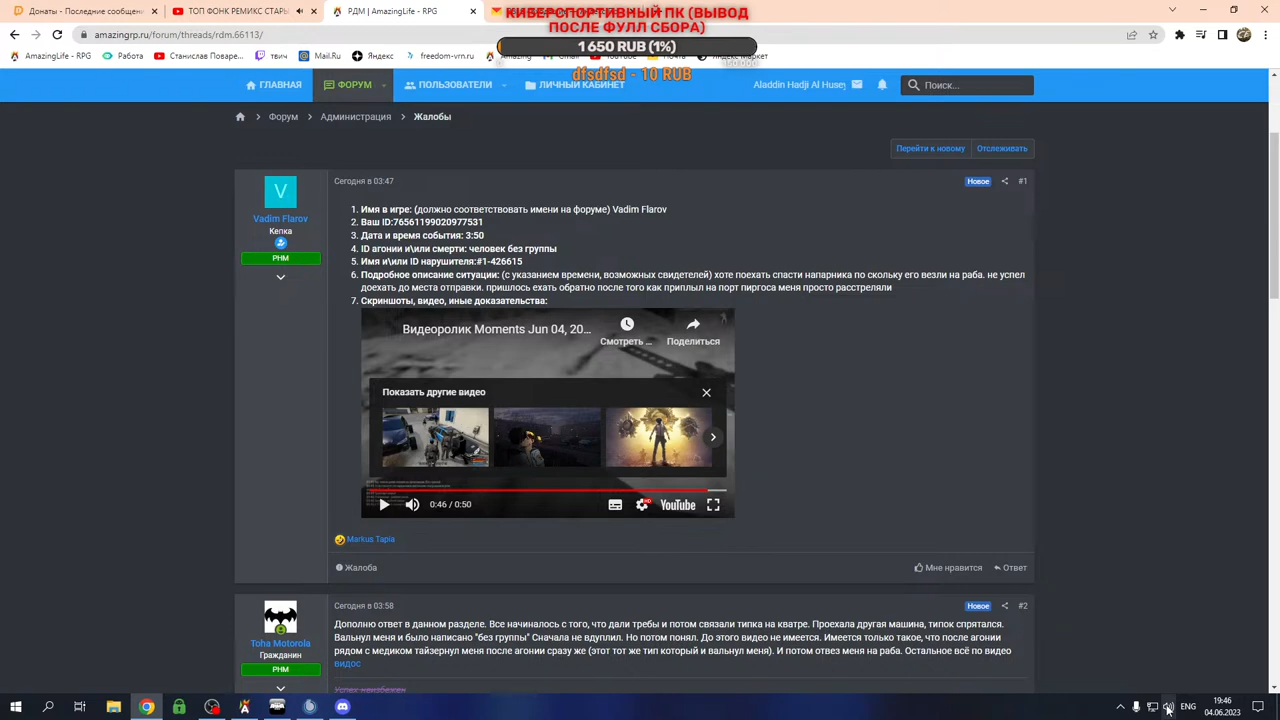 Донаты - Последние сообщени
ТОП ФОНК РЕМИКС СТАРЫ
РДМ | AmazingLife - RPG
КИБЕРСПОРТИВНЫЙ ПК (ВЫВОД
ПОСЛЕ ФУЛЛ СБОРА)
amazingrp.ru/forum/threads/rdm.66113/
1 650 RUB (1%)
AmazingLife - RPG
Работа
Станислав Поварос...
твич
Mail.Ru
Яндекс
freedom-vrn.ru
Amazing
Gmail
YouTube
Почта
Яндекс Маркет
dfsdfsd - 10 RUB
ГЛАВНАЯ
ФОРУМ
ПОЛЬЗОВАТЕЛИ
ЛИЧНЫЙ КАБИНЕТ
Aladdin Hadji Al Husey
Поиск...
Форум
Администрация
Жалобы
Перейти к новому
Отслеживать
V
Vadim Flarov
Кепка
РНМ
Сегодня в 03:47
Новое
#1
1. Имя в игре: (должно соответствовать имени на форуме) Vadim Flarov
2. Ваш ID:76561199020977531
3. Дата и время события: 3:50
4. ID агонии и\или смерти: человек без группы
5. Имя и\или ID нарушителя:#1-426615
6. Подробное описание ситуации: (с указанием времени, возможных свидетелей) хоте поехать спасти напарника по скольку его везли на раба. не успел
доехать до места отправки. пришлось ехать обратно после того как приплыл на порт пиргоса меня просто расстреляли
7. Скриншоты, видео, иные доказательства:
Видеоролик Moments Jun 04, 20...
Смотреть ...
Поделиться
Показать другие видео
0:46 / 0:50
HD
YouTube
Markus Tapia
Жалоба
Мне нравится
Ответ
Toha Motorola
Гражданин
РНМ
Сегодня в 03:58
Новое
#2
Дополню ответ в данном разделе. Все начиналось с того, что дали требы и потом связали типка на кватре. Проехала другая машина, типок спрятался.
Вальнул меня и было написано "без группы" Сначала не вдуплил. Но потом понял. До этого видео не имеется. Имеется только такое, что после агонии
рядом с медиком тайзернул меня после агонии сразу же (этот тот же тип который и вальнул меня). И потом отвез меня на раба. Остальное всё по видео
видос
Успех неизбежен
ENG
19:46
04.06.2023